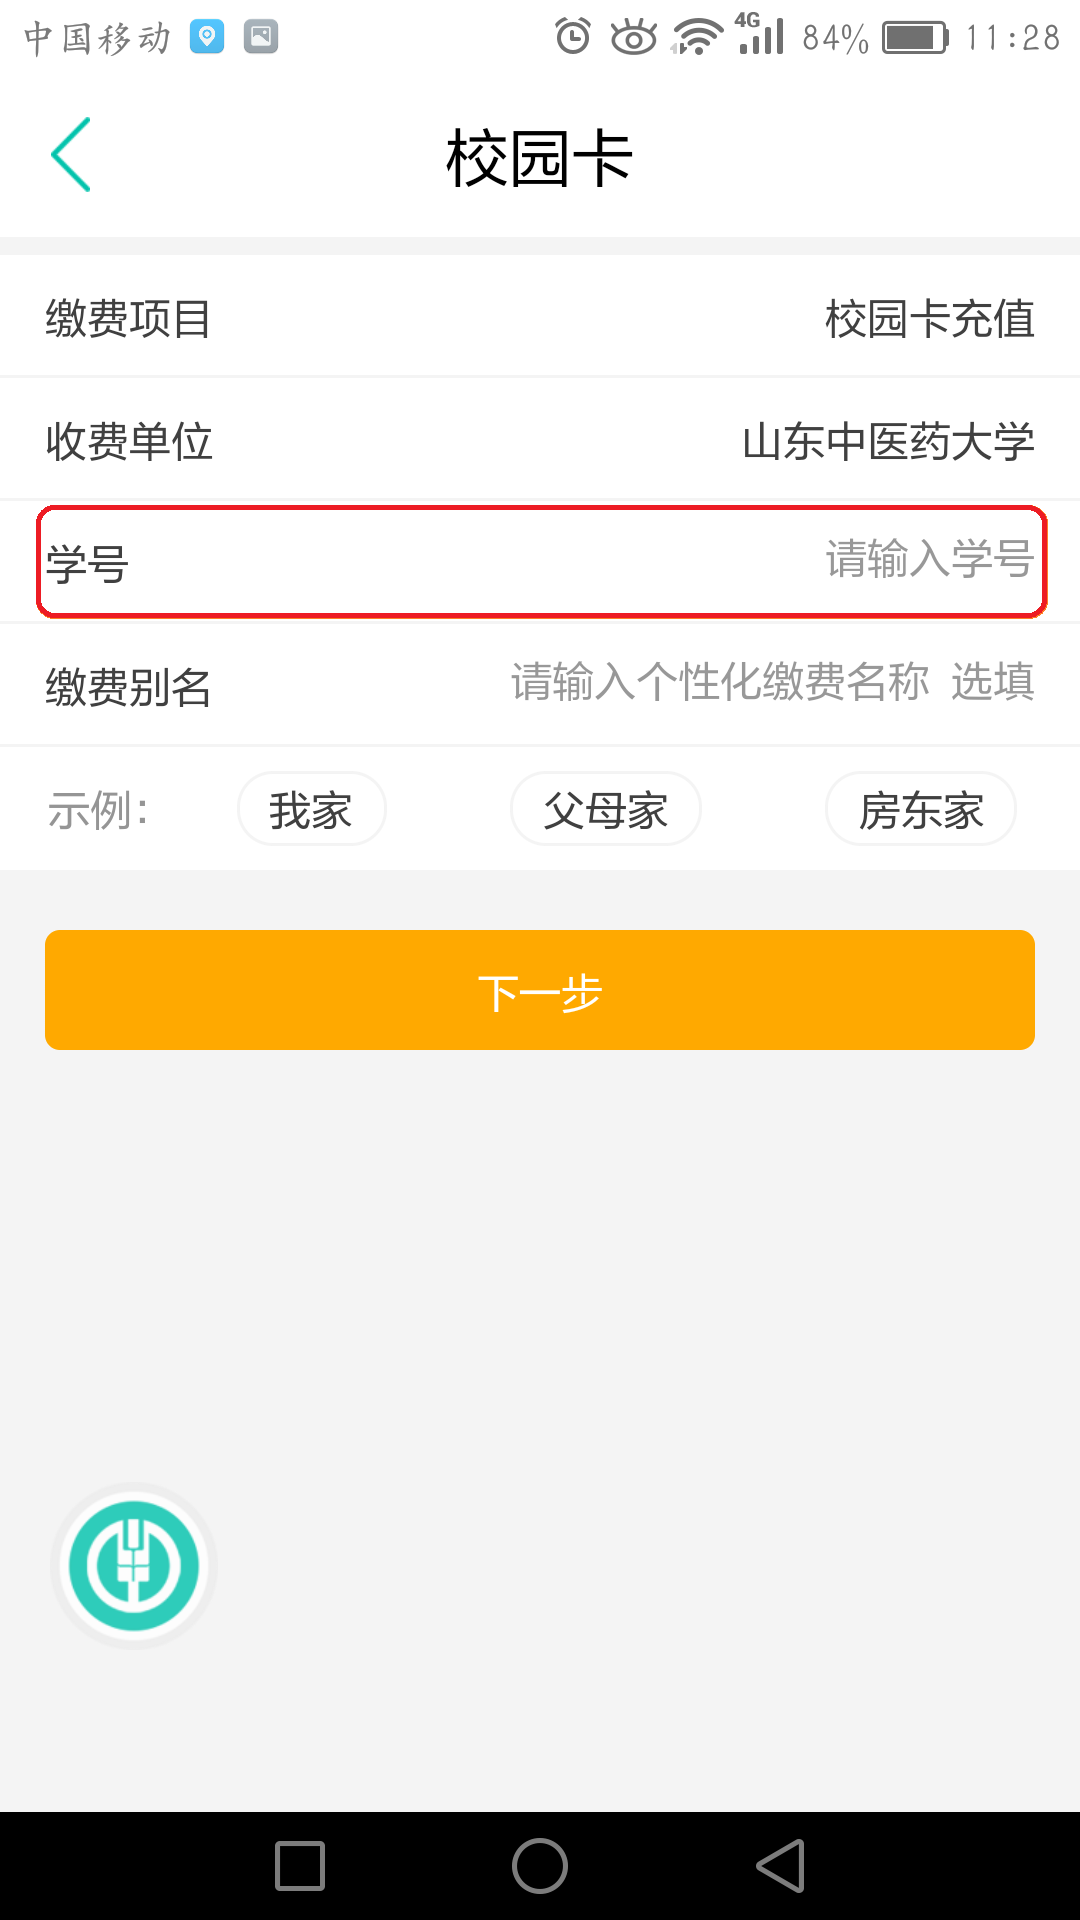 中国移动 4G 84% 11:28
校园卡
缴费项目 校园卡充值
收费单位 山东中医药大学
学号 请输入学号
缴费别名 请输入个性化缴费名称 选填
示例: 我家 父母家 房东家
下一步